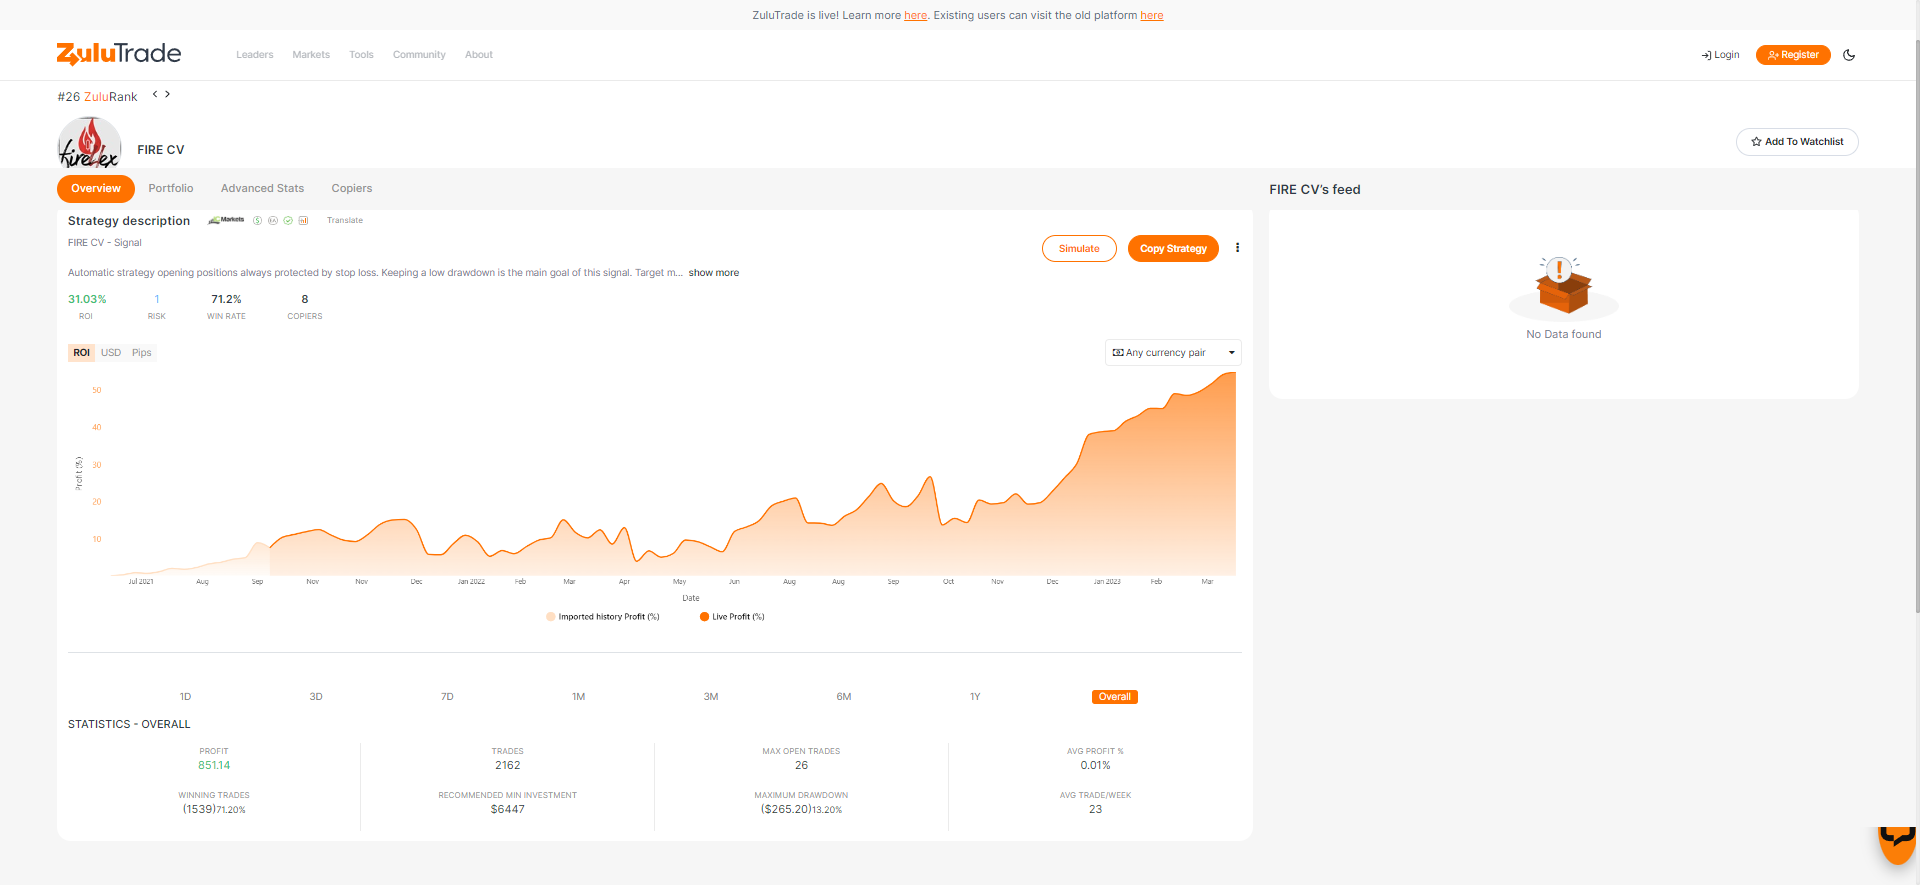 ZuluTrade is live! Learn more here. Existing users can visit the old platform here
ZuluTrade
Leaders Markets Tools Community About
Login Register
#26 ZuluRank
firefex
FIRE CV
Add To Watchlist
Overview Portfolio Advanced Stats Copiers
FIRE CV's feed
Strategy description Markets Translate
FIRE CV - Signal
Simulate Copy Strategy
Automatic strategy opening positions always protected by stop loss. Keeping a low drawdown is the main goal of this signal. Target m... show more
31.03% 1 71.2% 8
ROI RISK WIN RATE COPIERS
No Data found
ROI USD Pips
Any currency pair
50
40
30
20
10
Profit (%)
Jul 2021 Aug Sep Nov Nov Dec Jan 2022 Feb Mar Apr May Jun Aug Aug Sep Oct Nov Dec Jan 2023 Feb Mar
Date
Imported history Profit (%) Live Profit (%)
1D 3D 7D 1M 3M 6M 1Y Overall
STATISTICS - OVERALL
PROFIT TRADES MAX OPEN TRADES AVG PROFIT %
851.14 2162 26 0.01%
WINNING TRADES RECOMMENDED MIN INVESTMENT MAXIMUM DRAWDOWN AVG TRADE/WEEK
(1539)71.20% $6447 ($265.20)13.20% 23